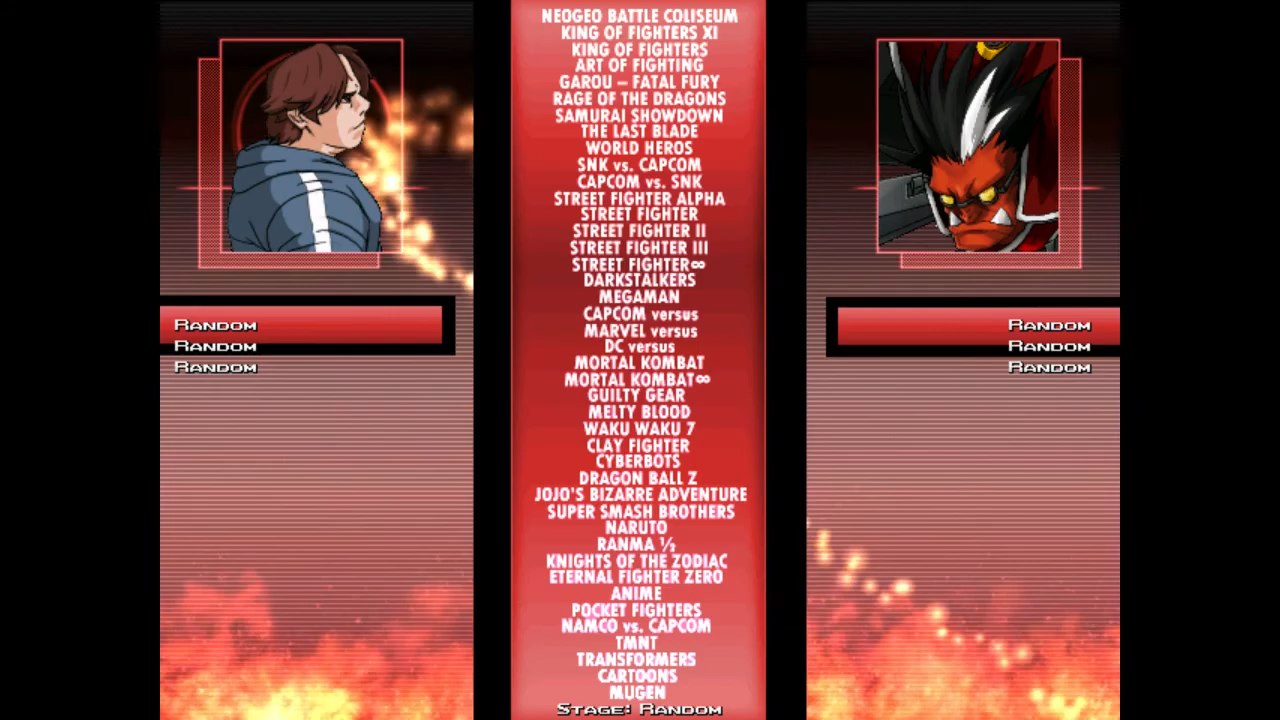 NEOGEO BATTLE COLISEUM
KING OF FIGHTERS XI
KING OF FIGHTERS
ART OF FIGHTING
GAROU – FATAL FURY
RAGE OF THE DRAGONS
SAMURAI SHOWDOWN
THE LAST BLADE
WORLD HEROS
SNK vs. CAPCOM
CAPCOM vs. SNK
STREET FIGHTER ALPHA
STREET FIGHTER
STREET FIGHTER II
STREET FIGHTER III
STREET FIGHTER∞
DARKSTALKERS
MEGAMAN
CAPCOM versus
MARVEL versus
DC versus
MORTAL KOMBAT
MORTAL KOMBAT∞
GUILTY GEAR
MELTY BLOOD
WAKU WAKU 7
CLAY FIGHTER
CYBERBOTS
DRAGON BALL Z
JOJO'S BIZARRE ADVENTURE
SUPER SMASH BROTHERS
NARUTO
RANMA ½
KNIGHTS OF THE ZODIAC
ETERNAL FIGHTER ZERO
ANIME
POCKET FIGHTERS
NAMCO vs. CAPCOM
TMNT
TRANSFORMERS
CARTOONS
MUGEN
STAGE: RANDOM
RANDOM
RANDOM
RANDOM
RANDOM
RANDOM
RANDOM